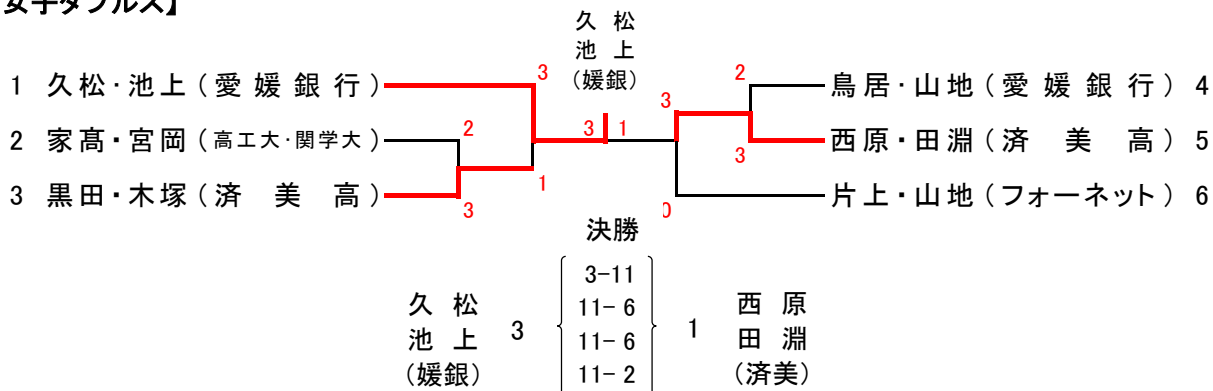 女子ダブルス】
久 松
池 上
(媛銀)
1 久松・池上(愛媛銀行) 3
2 家髙・宮岡(高工大・関学大) 2
3 黒田・木塚(済 美 高) 3
1
3 1
2 鳥居・山地(愛媛銀行) 4
3
3 西原・田淵(済 美 高) 5
0 片上・山地(フォーネット) 6
決勝
久 松
池 上
(媛銀)
3
3-11
11- 6
11- 6
11- 2
1
西 原
田 淵
(済美)